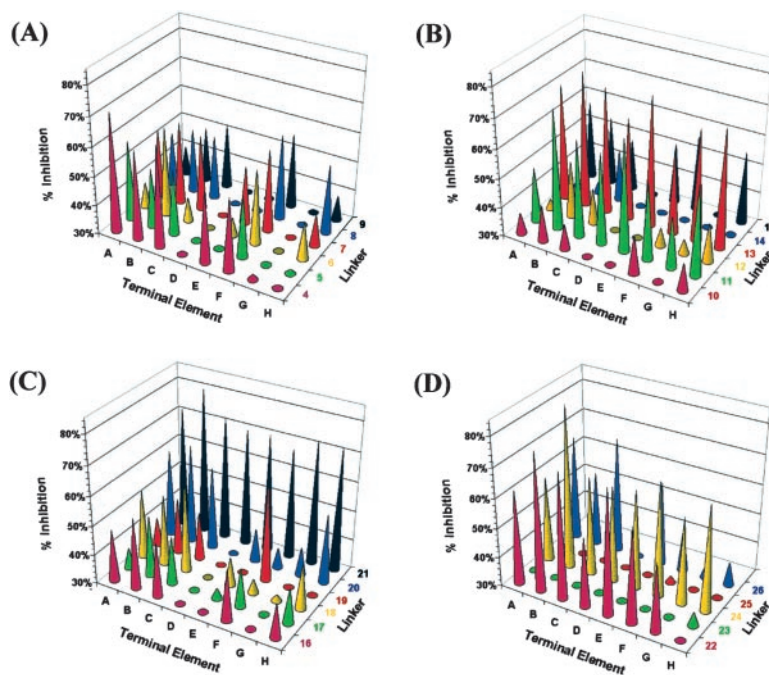 (A)
80%
70%
60%
50%
40%
30%
% Inhibition
A B C D E F G H
Terminal Element
4 5 6 7 8 9
Linker
(B)
80%
70%
60%
50%
40%
30%
% Inhibition
A B C D E F G H
Terminal Element
10 11 12 13 14 1
Linker
(C)
80%
70%
60%
50%
40%
30%
% Inhibition
A B C D E F G H
Terminal Element
16 17 18 19 20 21
Linker
(D)
80%
70%
60%
50%
40%
30%
% Inhibition
A B C D E F G H
Terminal Element
22 23 24 25 26
Linker